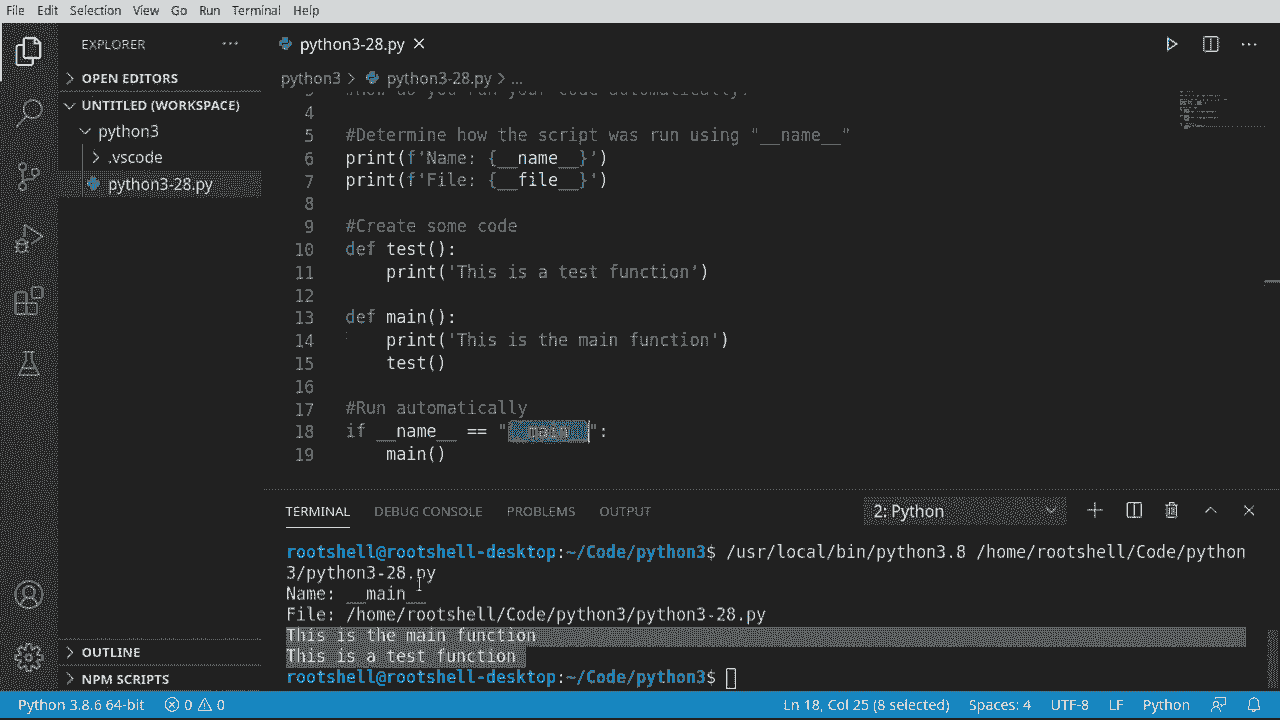 File Edit Selection View Go Run Terminal Help
EXPLORER
OPEN EDITORS
UNTITLED (WORKSPACE)
python3
.vscode
python3-28.py
OUTLINE
NPM SCRIPTS
python3-28.py
python3 > python3-28.py > ...
3
4
5 #Determine how the script was run using "__name__"
6 print(f'Name: {__name__}')
7 print(f'File: {__file__}')
8
9 #Create some code
10 def test():
11 print('This is a test function')
12
13 def main():
14 print('This is the main function')
15 test()
16
17 #Run automatically
18 if __name__ == "__main__":
19 main()
TERMINAL DEBUG CONSOLE PROBLEMS OUTPUT 2: Python
rootshell@rootshell-desktop:~/Code/python3$ /usr/local/bin/python3.8 /home/rootshell/Code/python
3/python3-28.py
Name: __main__
File: /home/rootshell/Code/python3/python3-28.py
This is the main function
This is a test function
rootshell@rootshell-desktop:~/Code/python3$
Python 3.8.6 64-bit 0 0 Ln 18, Col 25 (8 selected) Spaces: 4 UTF-8 LF Python